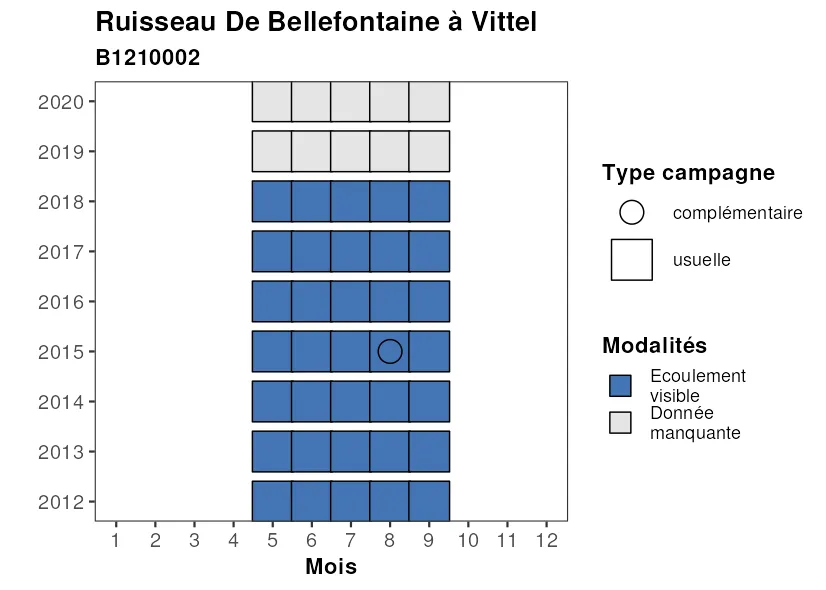 Ruisseau De Bellefontaine à Vittel
B1210002
2020
2019
2018
2017
2016
2015
2014
2013
2012
1 2 3 4 5 6 7 8 9 10 11 12
Mois
Type campagne
complémentaire
usuelle
Modalités
Ecoulement
visible
Donnée
manquante